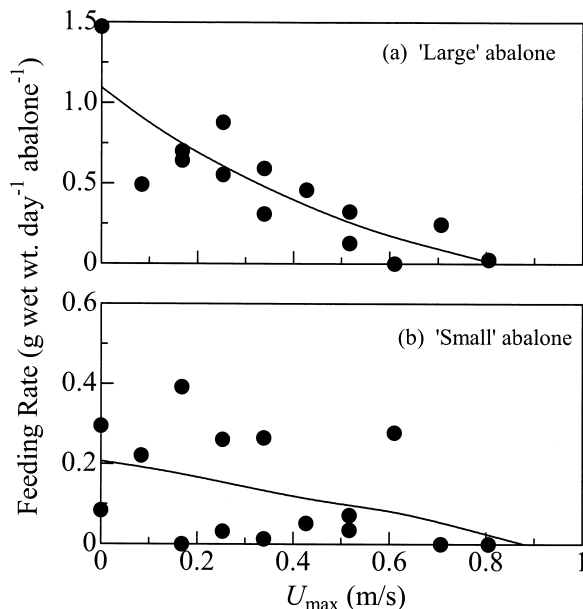 Feeding Rate (g wet wt. day⁻¹ abalone⁻¹)
1.5
(a) 'Large' abalone
1.0
0.5
0
0.6
(b) 'Small' abalone
0.4
0.2
0
0 0.2 0.4 0.6 0.8 1
Umax (m/s)